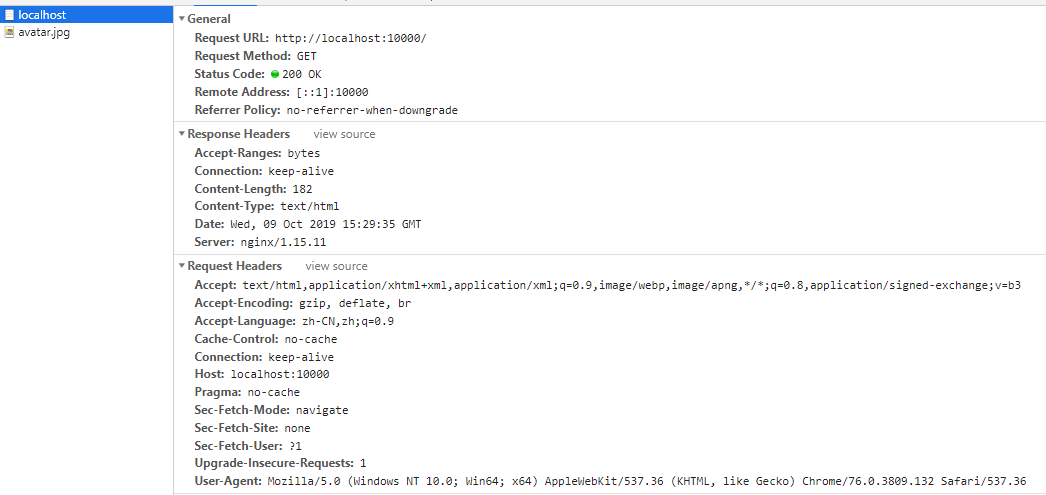 localhost
avatar.jpg
General
Request URL: http://localhost:10000/
Request Method: GET
Status Code: 200 OK
Remote Address: [::1]:10000
Referrer Policy: no-referrer-when-downgrade
Response Headers view source
Accept-Ranges: bytes
Connection: keep-alive
Content-Length: 182
Content-Type: text/html
Date: Wed, 09 Oct 2019 15:29:35 GMT
Server: nginx/1.15.11
Request Headers view source
Accept: text/html,application/xhtml+xml,application/xml;q=0.9,image/webp,image/apng,*/*;q=0.8,application/signed-exchange;v=b3
Accept-Encoding: gzip, deflate, br
Accept-Language: zh-CN,zh;q=0.9
Cache-Control: no-cache
Connection: keep-alive
Host: localhost:10000
Pragma: no-cache
Sec-Fetch-Mode: navigate
Sec-Fetch-Site: none
Sec-Fetch-User: ?1
Upgrade-Insecure-Requests: 1
User-Agent: Mozilla/5.0 (Windows NT 10.0; Win64; x64) AppleWebKit/537.36 (KHTML, like Gecko) Chrome/76.0.3809.132 Safari/537.36